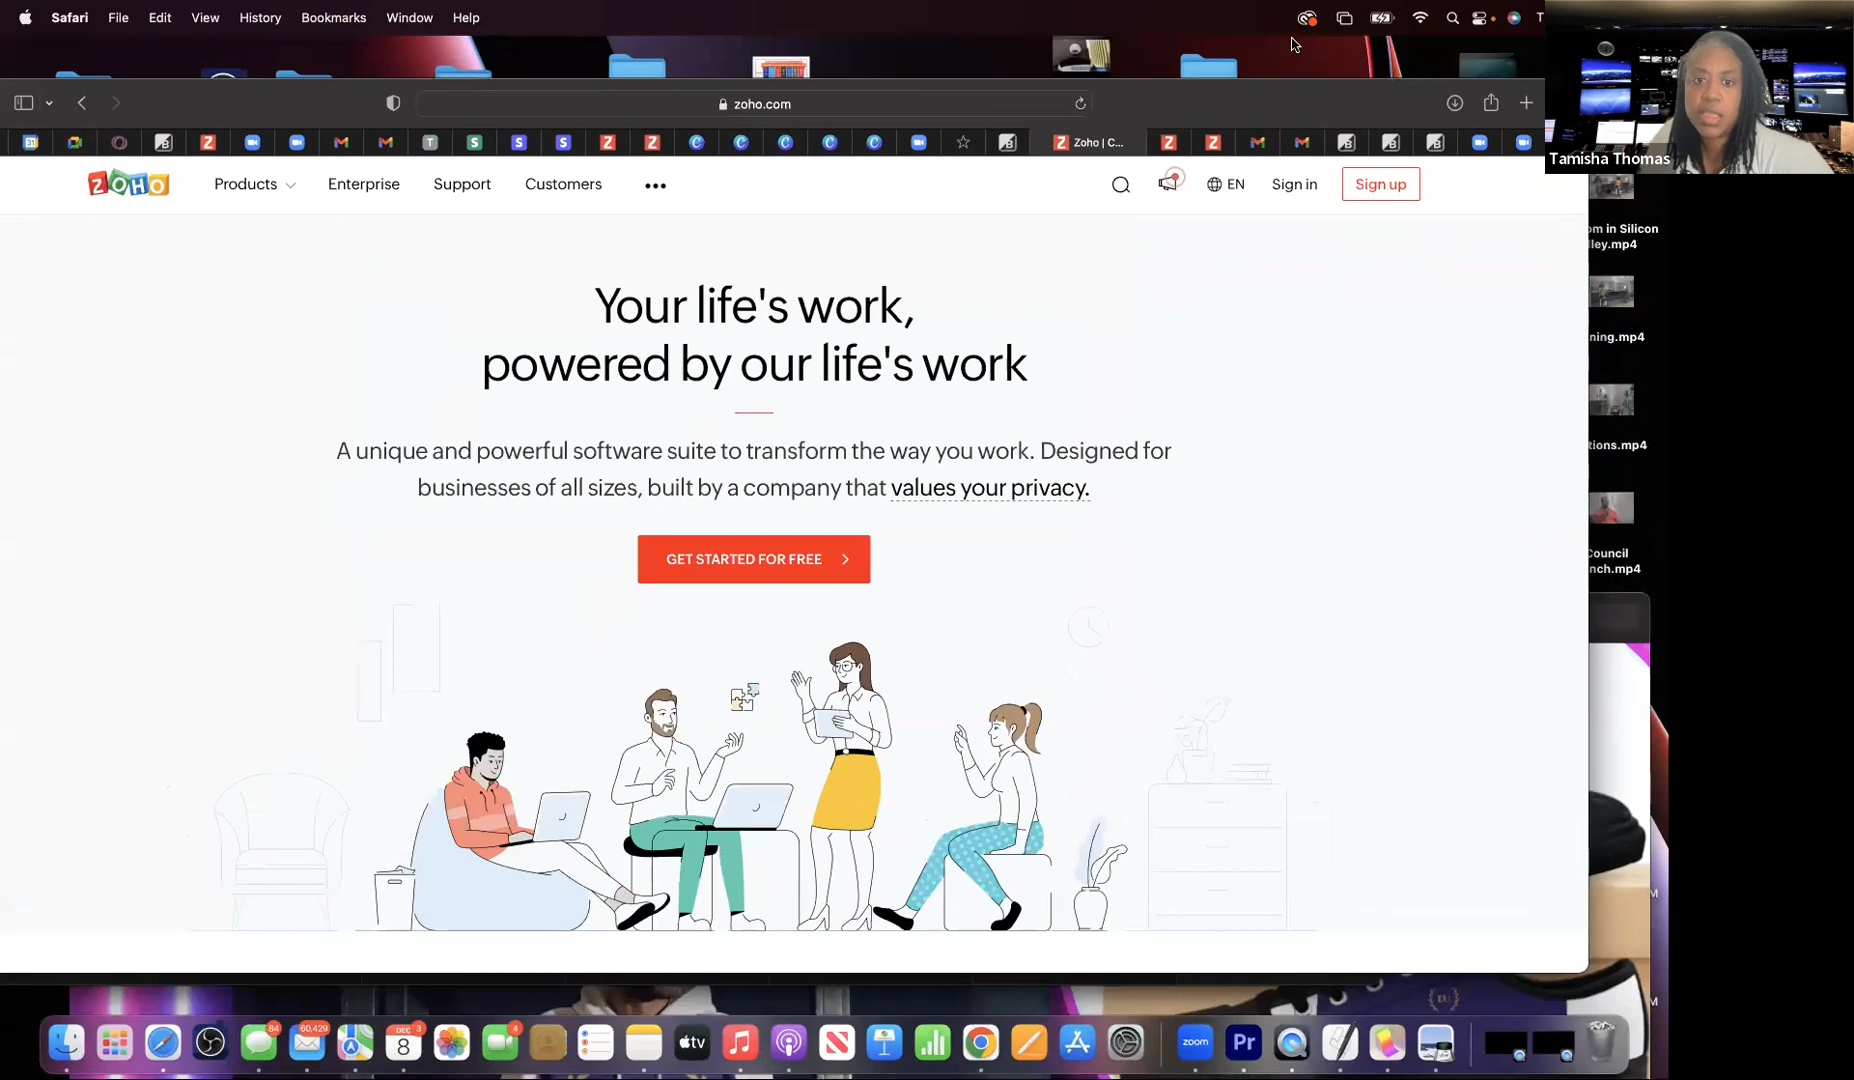 Safari File Edit View History Bookmarks Window Help
zoho.com
Zoho | C...
Tamisha Thomas
ZOHO
Products Enterprise Support Customers •••
EN Sign in Sign up
om in Silicon
lley.mp4
Your life's work,
powered by our life's work
ning.mp4
A unique and powerful software suite to transform the way you work. Designed for
businesses of all sizes, built by a company that values your privacy.
tions.mp4
GET STARTED FOR FREE
Council
nch.mp4
84
60,429
DEC 3
8
4
tv
zoom
Pr